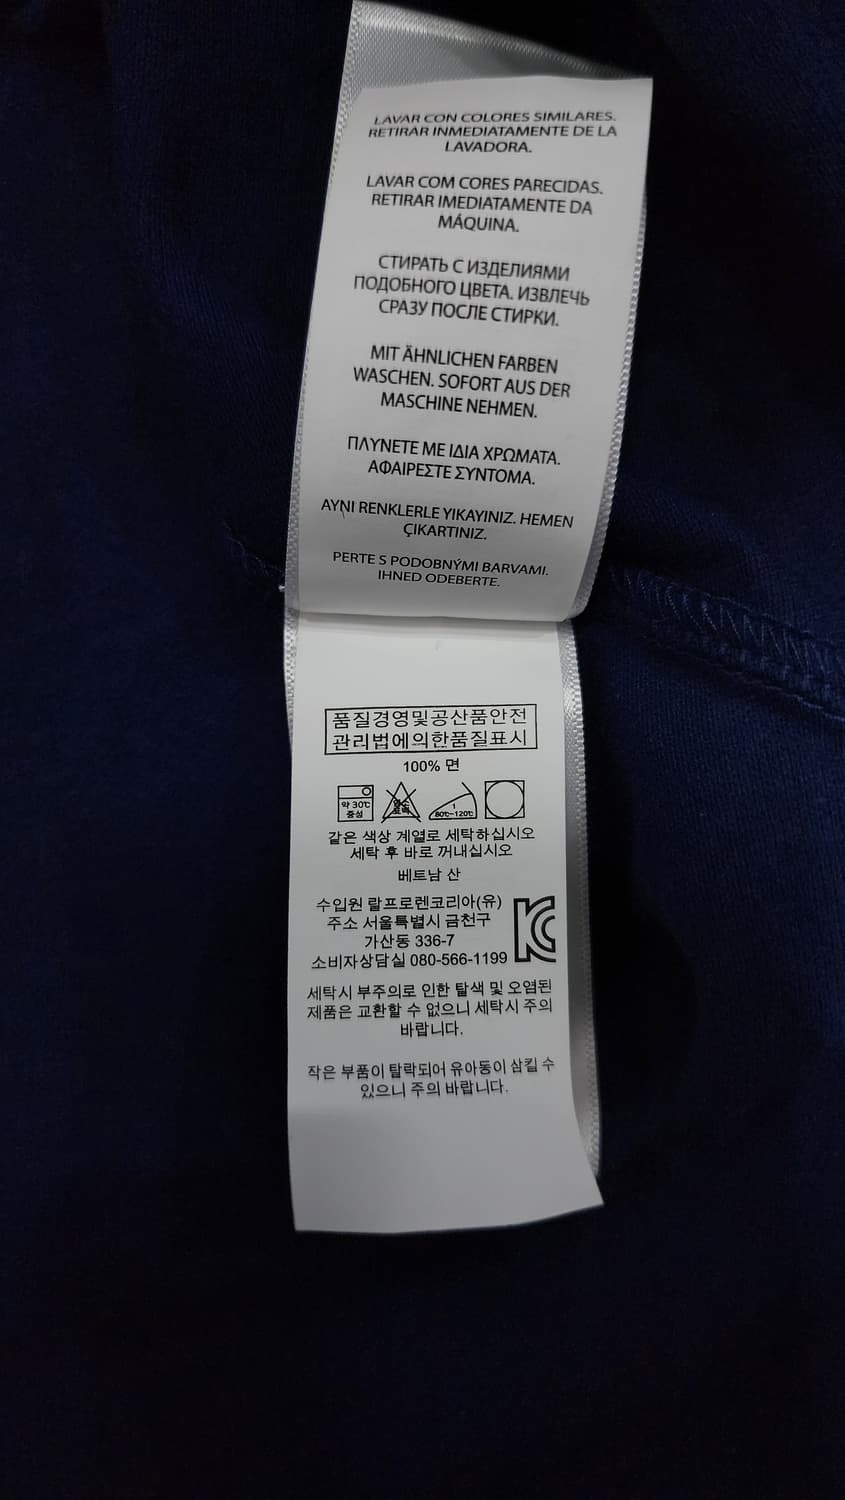 LAVAR CON COLORES SIMILARES.
RETIRAR INMEDIATAMENTE DE LA
LAVADORA.
LAVAR COM CORES PARECIDAS.
RETIRAR IMEDIATAMENTE DA
MÁQUINA.
СТИРАТЬ С ИЗДЕЛИЯМИ
ПОДОБНОГО ЦВЕТА. ИЗВЛЕЧЬ
СРАЗУ ПОСЛЕ СТИРКИ.
MIT ÄHNLICHEN FARBEN
WASCHEN. SOFORT AUS DER
MASCHINE NEHMEN.
ΠΛΥΝΕΤΕ ΜΕ ΙΔΙΑ ΧΡΩΜΑΤΑ.
ΑΦΑΙΡΕΣΤΕ ΣΥΝΤΟΜΑ.
AYNI RENKLERLE YIKAYINIZ. HEMEN
ÇIKARTINIZ.
PERTE S PODOBNÝMI BARVAMI.
IHNED ODEBERTE.
품질경영및공산품안전
관리법에의한품질표시
100% 면
약 30℃
중성
1
80℃~120℃
같은 색상 계열로 세탁하십시오
세탁 후 바로 꺼내십시오
베트남 산
수입원 랄프로렌코리아(유)
주소 서울특별시 금천구
가산동 336-7
소비자상담실 080-566-1199
세탁시 부주의로 인한 탈색 및 오염된
제품은 교환할 수 없으니 세탁시 주의
바랍니다.
작은 부품이 탈락되어 유아동이 삼킬 수
있으니 주의 바랍니다.